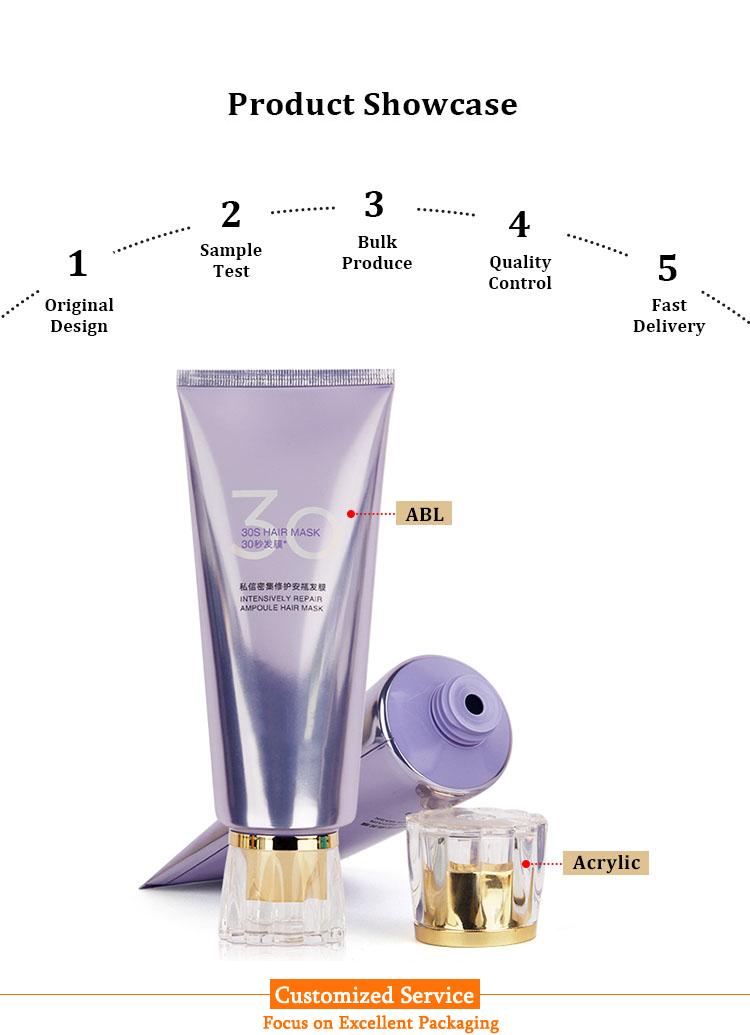 Product Showcase
1
Original
Design
2
Sample
Test
3
Bulk
Produce
4
Quality
Control
5
Fast
Delivery
30
30S HAIR MASK
30秒发膜*
私信密集修护安瓶发膜
INTENSIVELY REPAIR
AMPOULE HAIR MASK
ABL
Acrylic
Customized Service
Focus on Excellent Packaging